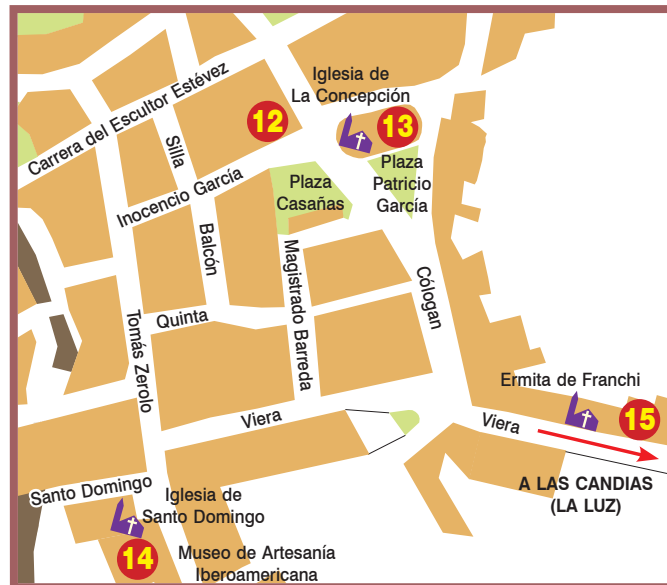 Carrera del Escultor Estévez
Iglesia de
La Concepción
12
13
Silla
Inocencio García
Plaza
Casañas
Plaza
Patricio
García
Balcón
Magistrado Barreda
Cólogan
Quinta
Tomás Zerolo
Viera
Ermita de Franchi
15
Viera
A LAS CANDIAS
(LA LUZ)
Santo Domingo
Iglesia de
Santo Domingo
14
Museo de Artesanía
Iberoamericana